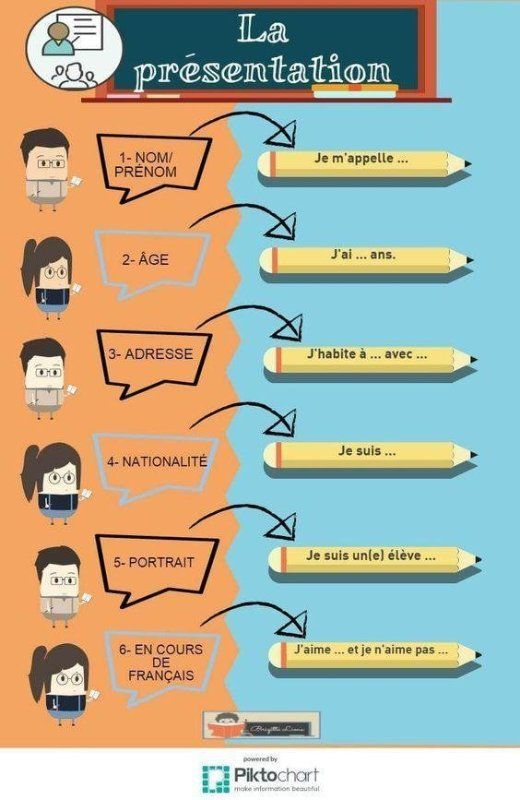 La
présentation
1- NOM/
PRÉNOM
Je m'appelle ...
2- ÂGE
J'ai ... ans.
3- ADRESSE
J'habite à ... avec ...
4- NATIONALITÉ
Je suis ...
5- PORTRAIT
Je suis un(e) élève ...
6- EN COURS
DE
FRANÇAIS
J'aime ... et je n'aime pas ...
powered by
Piktochart
make information beautiful